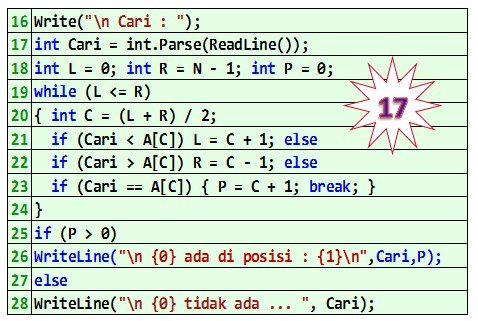 16 Write("\n Cari : ");
17 int Cari = int.Parse(ReadLine());
18 int L = 0; int R = N - 1; int P = 0;
19 while (L <= R)
20 { int C = (L + R) / 2;
21 if (Cari < A[C]) L = C + 1; else
22 if (Cari > A[C]) R = C - 1; else
23 if (Cari == A[C]) { P = C + 1; break; }
24 }
25 if (P > 0)
26 WriteLine("\n {0} ada di posisi : {1}\n",Cari,P);
27 else
28 WriteLine("\n {0} tidak ada ... ", Cari);
17